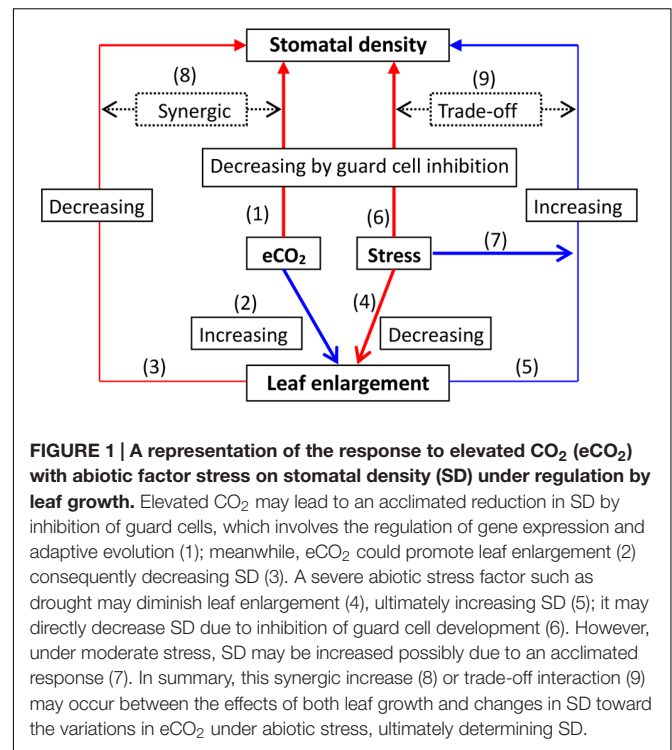 Stomatal density
(8)
(9)
Synergic
Trade-off
Decreasing by guard cell inhibition
Decreasing
Increasing
(1)
(6)
(7)
eCO₂
Stress
(2)
(4)
Increasing
Decreasing
(3)
(5)
Leaf enlargement
FIGURE 1 | A representation of the response to elevated CO₂ (eCO₂)
with abiotic factor stress on stomatal density (SD) under regulation by
leaf growth. Elevated CO₂ may lead to an acclimated reduction in SD by
inhibition of guard cells, which involves the regulation of gene expression and
adaptive evolution (1); meanwhile, eCO₂ could promote leaf enlargement (2)
consequently decreasing SD (3). A severe abiotic stress factor such as
drought may diminish leaf enlargement (4), ultimately increasing SD (5); it may
directly decrease SD due to inhibition of guard cell development (6). However,
under moderate stress, SD may be increased possibly due to an acclimated
response (7). In summary, this synergic increase (8) or trade-off interaction (9)
may occur between the effects of both leaf growth and changes in SD toward
the variations in eCO₂ under abiotic stress, ultimately determining SD.